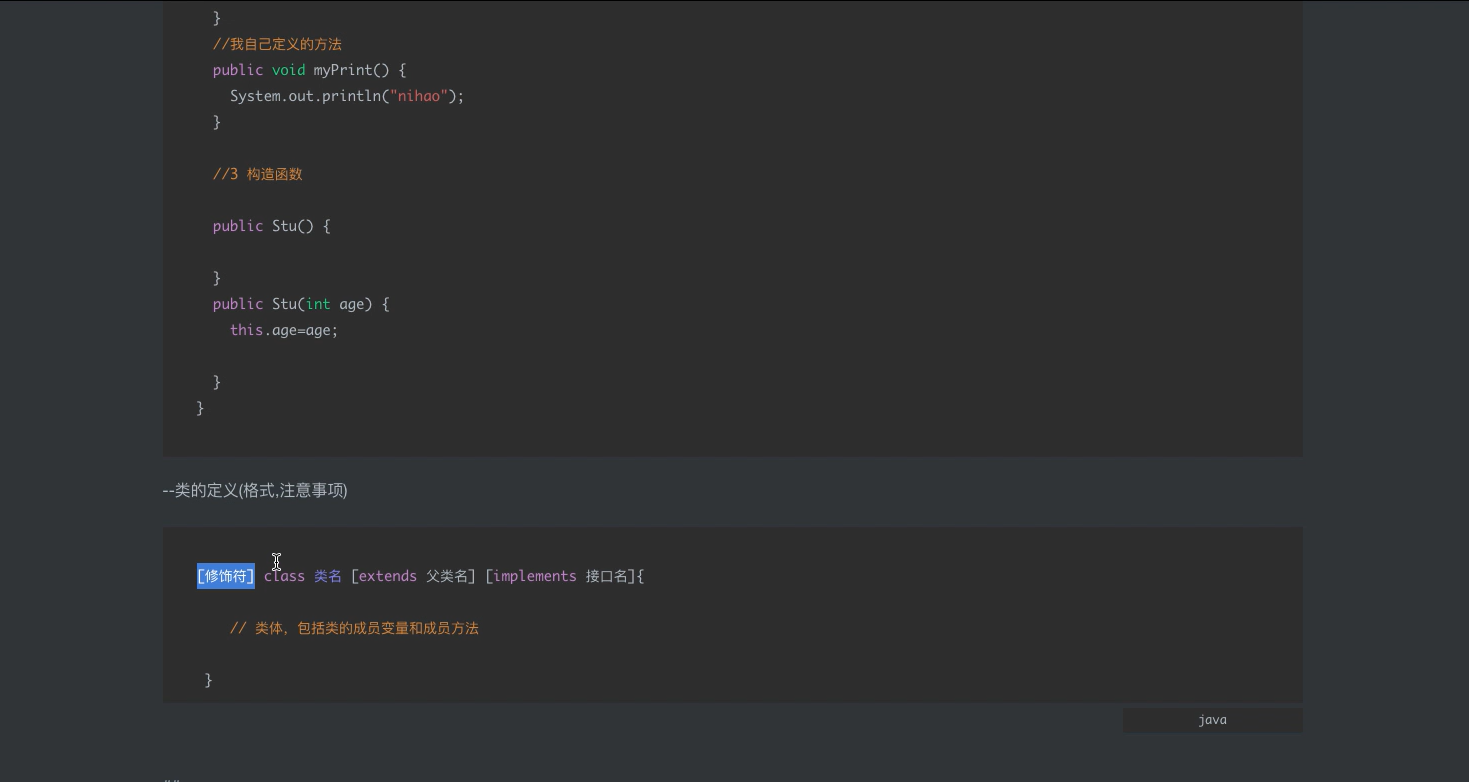 }
//我自己定义的方法
public void myPrint() {
System.out.println("nihao");
}
//3 构造函数
public Stu() {
}
public Stu(int age) {
this.age=age;
}
}
--类的定义(格式,注意事项)
[修饰符] class 类名 [extends 父类名] [implements 接口名]{
// 类体，包括类的成员变量和成员方法
}
java